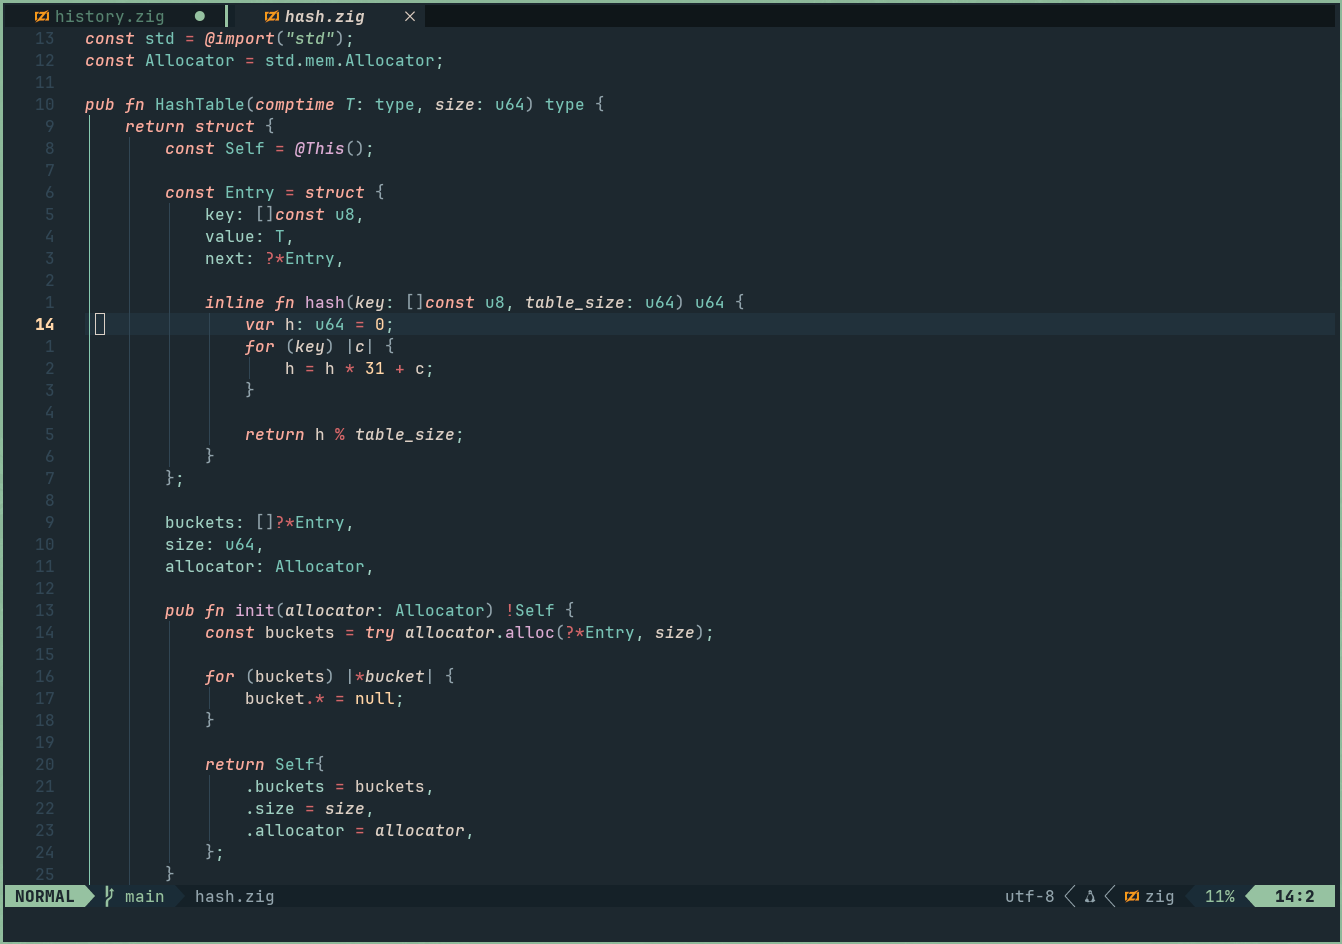 history.zig ● hash.zig ×
13 const std = @import("std");
12 const Allocator = std.mem.Allocator;
11
10 pub fn HashTable(comptime T: type, size: u64) type {
9 return struct {
8 const Self = @This();
7
6 const Entry = struct {
5 key: []const u8,
4 value: T,
3 next: ?*Entry,
2
1 inline fn hash(key: []const u8, table_size: u64) u64 {
14 var h: u64 = 0;
1 for (key) |c| {
2 h = h * 31 + c;
3 }
4
5 return h % table_size;
6 }
7 };
8
9 buckets: []?*Entry,
10 size: u64,
11 allocator: Allocator,
12
13 pub fn init(allocator: Allocator) !Self {
14 const buckets = try allocator.alloc(?*Entry, size);
15
16 for (buckets) |*bucket| {
17 bucket.* = null;
18 }
19
20 return Self{
21 .buckets = buckets,
22 .size = size,
23 .allocator = allocator,
24 };
25 }
NORMAL main hash.zig utf-8 zig 11% 14:2